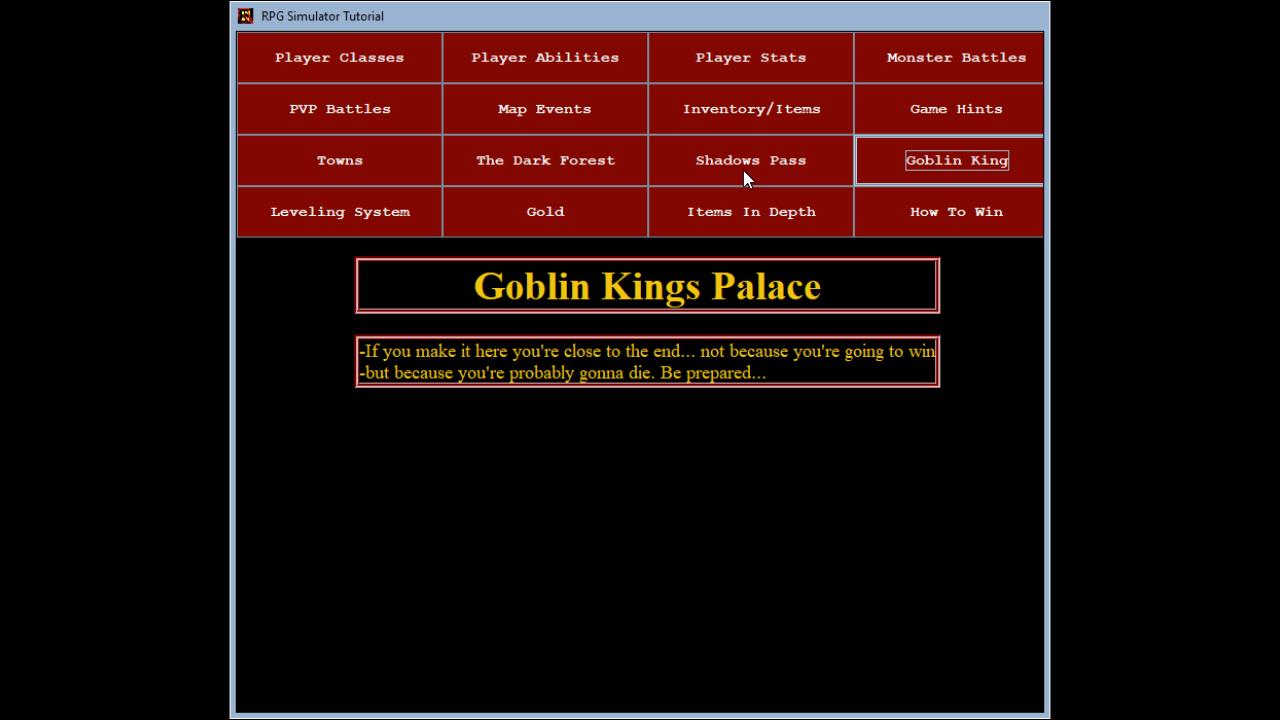 RPG Simulator Tutorial
Player Classes Player Abilities Player Stats Monster Battles
PVP Battles Map Events Inventory/Items Game Hints
Towns The Dark Forest Shadows Pass Goblin King
Leveling System Gold Items In Depth How To Win
Goblin Kings Palace
-If you make it here you're close to the end... not because you're going to win
-but because you're probably gonna die. Be prepared...